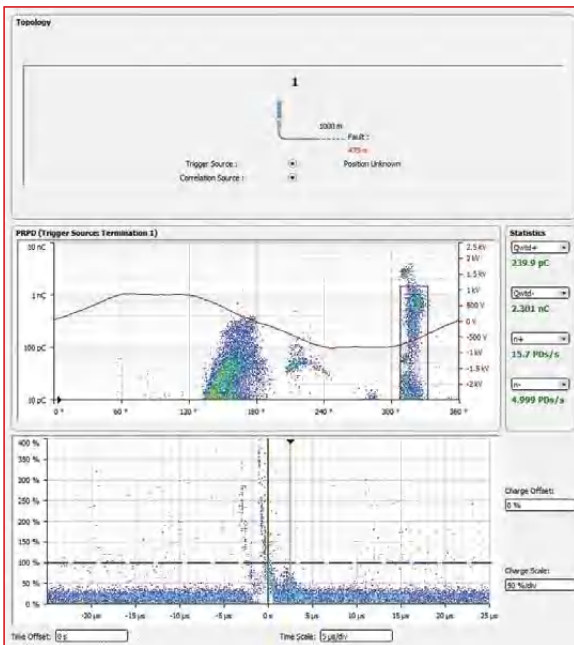 Topology
1
1000 m
Fault :
475 m
Trigger Source :
Position Unknown
Correlation Source :
PRPD (Trigger Source: Termination 1)
10 nC
1 nC
100 pC
10 pC
2.5 kV
2 kV
1.5 kV
1 kV
500 V
0 V
-500 V
-1 kV
-1.5 kV
-2 kV
0 °
60 °
120 °
180 °
240 °
300 °
360 °
Statistics
Qwtd+
239.9 pC
Qwtd-
2.301 nC
n+
15.7 PDs/s
n-
4.999 PDs/s
400 %
350 %
300 %
250 %
200 %
150 %
100 %
50 %
0 %
-20 µs
-15 µs
-10 µs
-5 µs
0 s
5 µs
10 µs
15 µs
20 µs
25 µs
Charge Offset:
0 %
Charge Scale:
50 %/div
Time Offset: 0 s
Time Scale: 5 µs/div